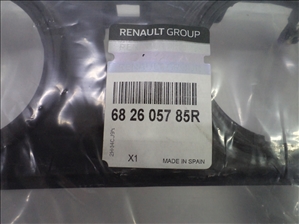 RENAULT GROUP
68 26 057 85R
X1
MADE IN SPAIN